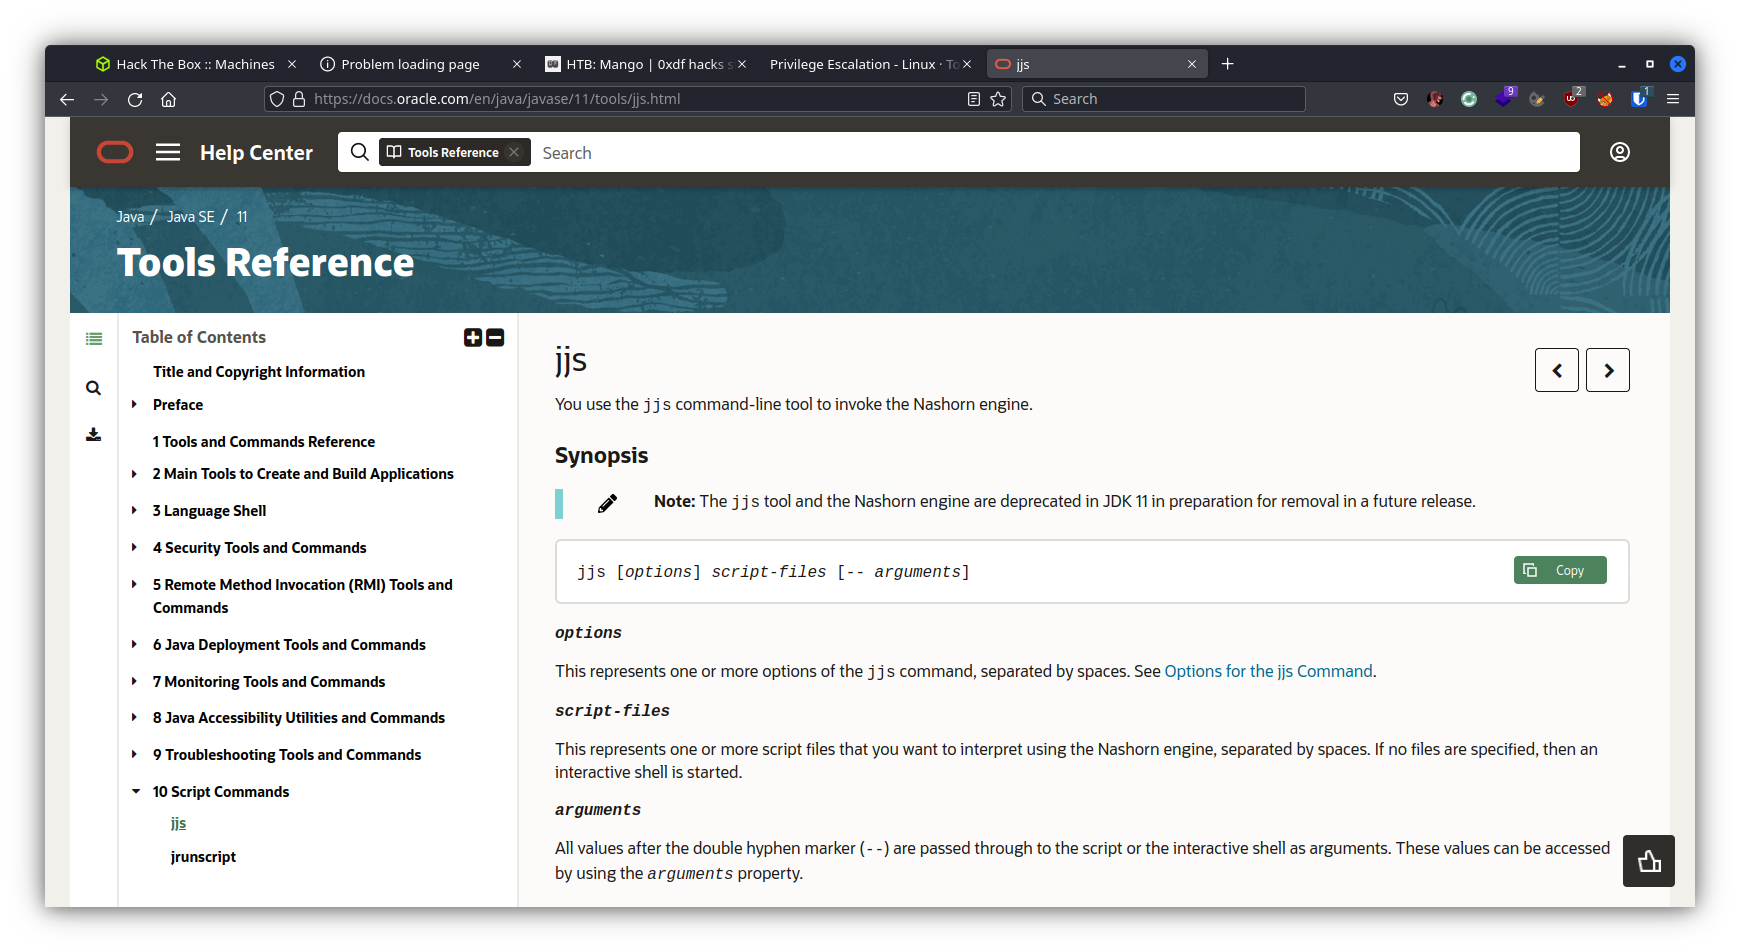 Hack The Box :: Machines
Problem loading page
HTB: Mango | 0xdf hacks s
Privilege Escalation - Linux · To
jjs
https://docs.oracle.com/en/java/javase/11/tools/jjs.html
Search
9
2
1
Help Center
Tools Reference
Search
Java / Java SE / 11
Tools Reference
Table of Contents
Title and Copyright Information
Preface
1 Tools and Commands Reference
2 Main Tools to Create and Build Applications
3 Language Shell
4 Security Tools and Commands
5 Remote Method Invocation (RMI) Tools and
Commands
6 Java Deployment Tools and Commands
7 Monitoring Tools and Commands
8 Java Accessibility Utilities and Commands
9 Troubleshooting Tools and Commands
10 Script Commands
jjs
jrunscript
jjs
You use the jjs command-line tool to invoke the Nashorn engine.
Synopsis
Note: The jjs tool and the Nashorn engine are deprecated in JDK 11 in preparation for removal in a future release.
jjs [options] script-files [-- arguments]
Copy
options
This represents one or more options of the jjs command, separated by spaces. See Options for the jjs Command.
script-files
This represents one or more script files that you want to interpret using the Nashorn engine, separated by spaces. If no files are specified, then an
interactive shell is started.
arguments
All values after the double hyphen marker (--) are passed through to the script or the interactive shell as arguments. These values can be accessed
by using the arguments property.